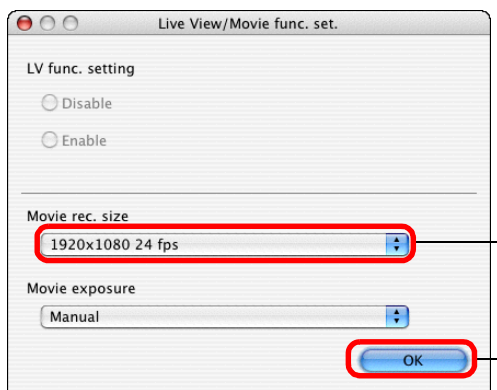 Live View/Movie func. set.
LV func. setting
Disable
Enable
Movie rec. size
1920x1080 24 fps
Movie exposure
Manual
OK